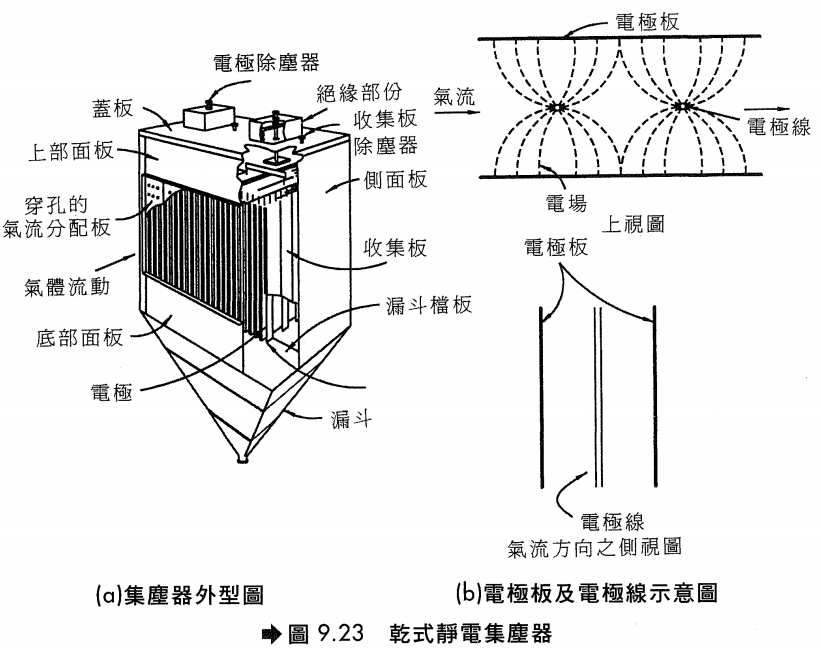 電極除塵器
絕緣部份
蓋板
收集板
除塵器
上部面板
側面板
穿孔的
氣流分配板
收集板
氣體流動
漏斗檔板
底部面板
電極
漏斗
(a)集塵器外型圖
電極板
氣流
電極線
電場
上視圖
電極板
電極線
氣流方向之側視圖
(b)電極板及電極線示意圖
➡圖 9.23 乾式靜電集塵器